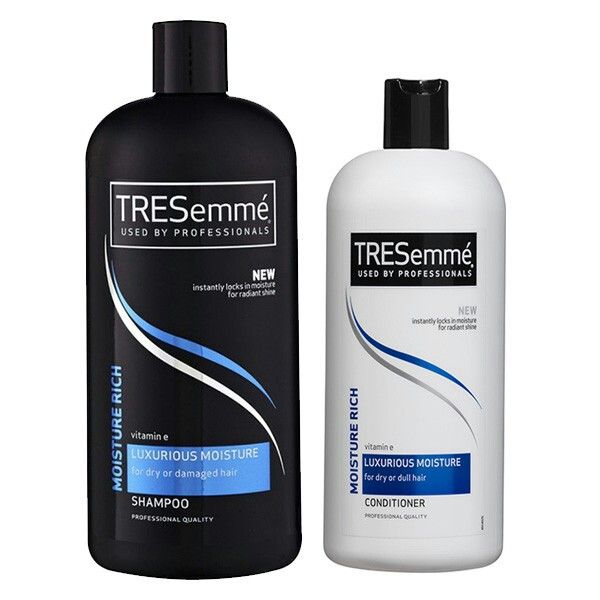 TRESemmé
USED BY PROFESSIONALS
NEW
instantly locks in moisture
for radiant shine
MOISTURE RICH
vitamin e
LUXURIOUS MOISTURE
for dry or damaged hair
SHAMPOO
PROFESSIONAL QUALITY
TRESemmé
USED BY PROFESSIONALS
NEW
instantly locks in moisture
for radiant shine
MOISTURE RICH
vitamin e
LUXURIOUS MOISTURE
for dry or dull hair
CONDITIONER
PROFESSIONAL QUALITY